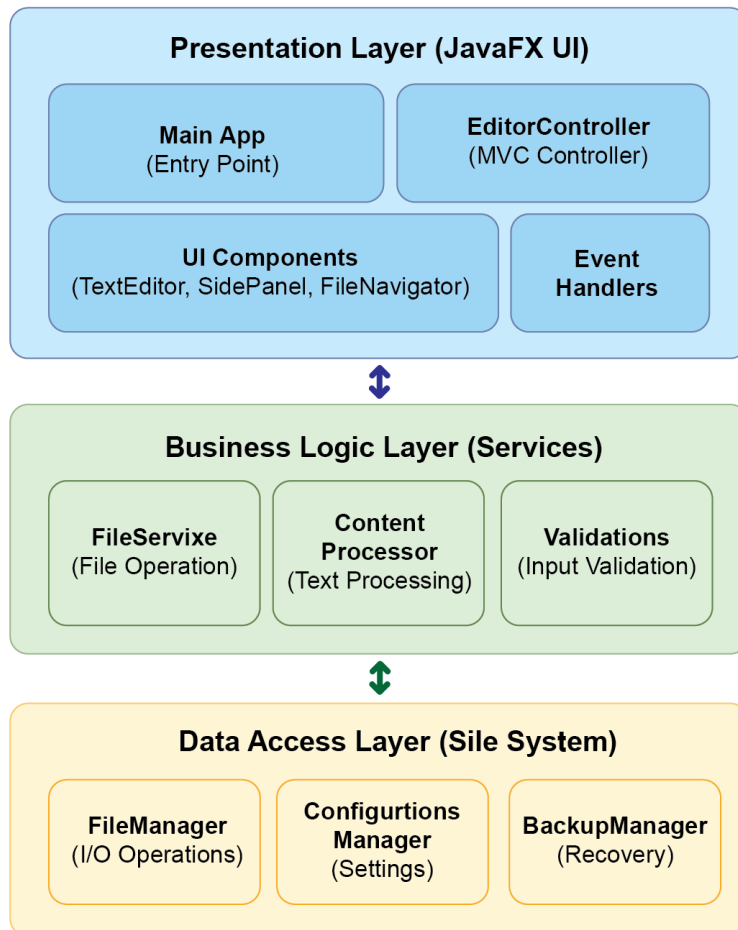 Presentation Layer (JavaFX UI)
Main App
(Entry Point)
EditorController
(MVC Controller)
UI Components
(TextEditor, SidePanel, FileNavigator)
Event
Handlers
Business Logic Layer (Services)
FileServixe
(File Operation)
Content
Processor
(Text Processing)
Validations
(Input Validation)
Data Access Layer (Sile System)
FileManager
(I/O Operations)
Configurtions
Manager
(Settings)
BackupManager
(Recovery)